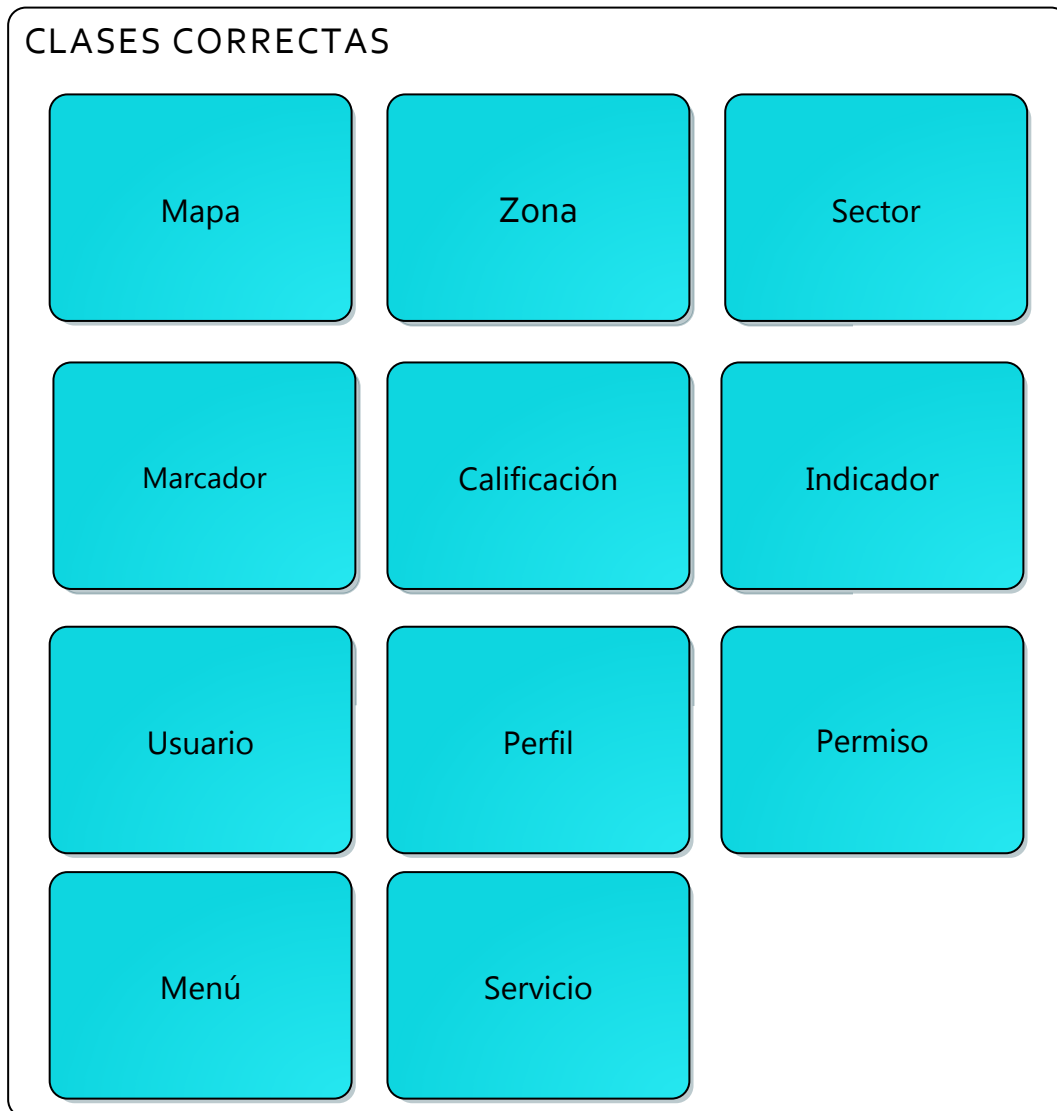 CLASES CORRECTAS
Mapa
Zona
Sector
Marcador
Calificación
Indicador
Usuario
Perfil
Permiso
Menú
Servicio